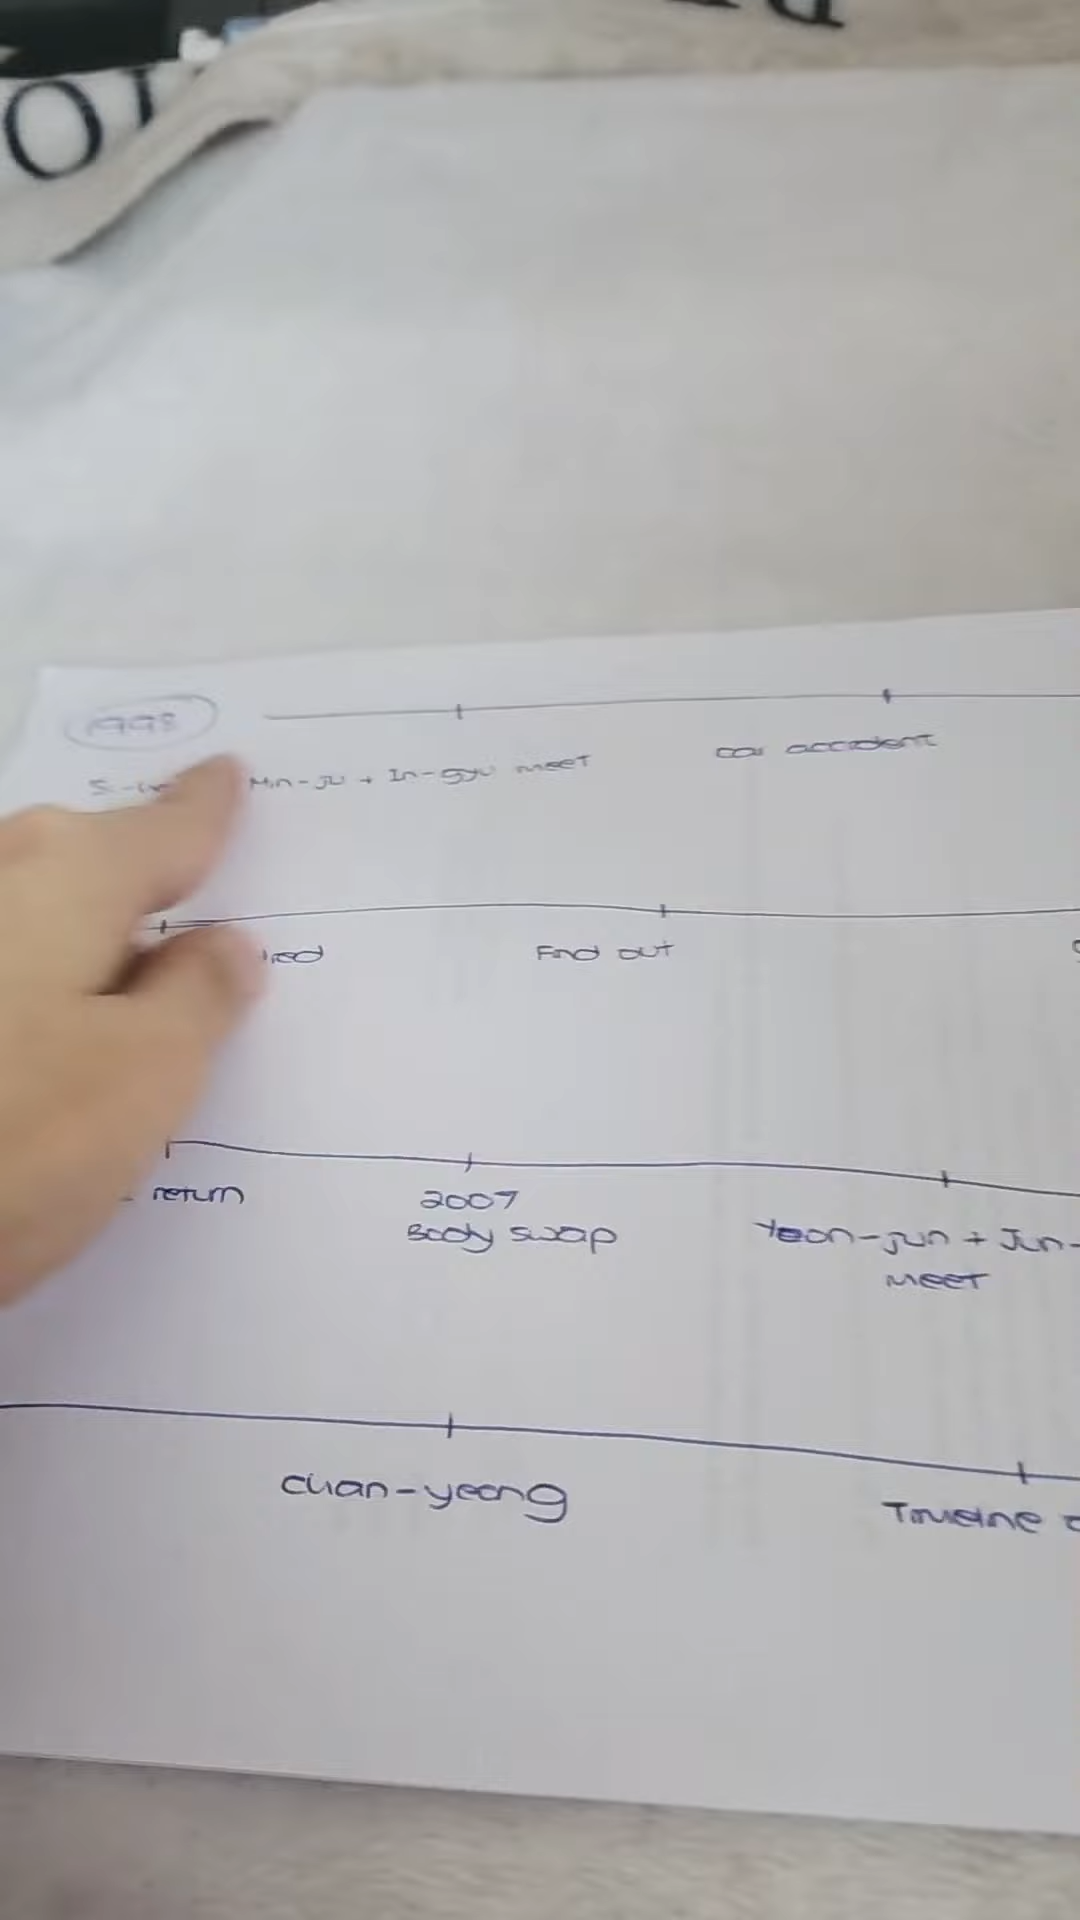 1998
Min-ju + In-gyu meet
car accident
Find out
return
2007
Body swap
Yeon-jun + Jun-
meet
Chan-yeong
Timeline